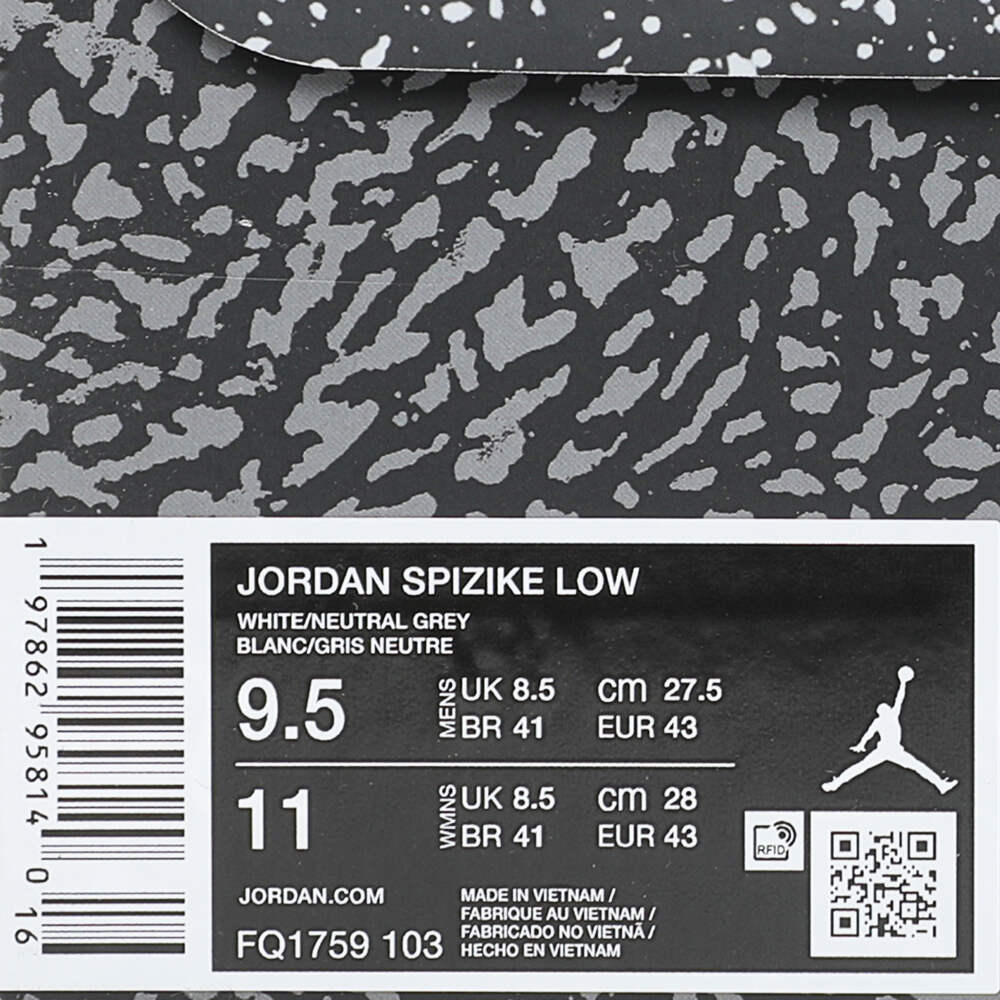 JORDAN SPIZIKE LOW
WHITE/NEUTRAL GREY
BLANC/GRIS NEUTRE
9.5 MENS UK 8.5 cm 27.5
BR 41 EUR 43
11 WMNS UK 8.5 cm 28
BR 41 EUR 43
RFID
JORDAN.COM
FQ1759 103
MADE IN VIETNAM /
FABRIQUE AU VIETNAM /
FABRICADO NO VIETNÃ /
HECHO EN VIETNAM
1 97862 95814 0 16